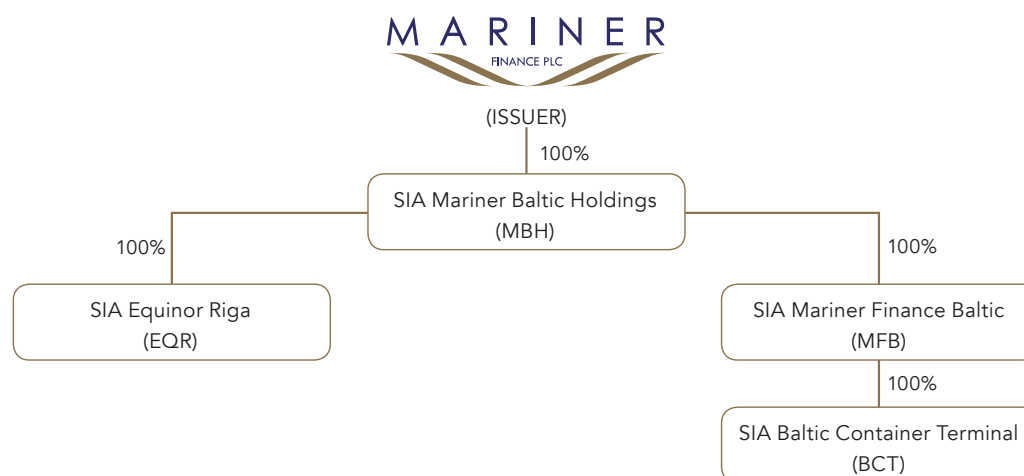 MARINER
FINANCE PLC
(ISSUER)
100%
SIA Mariner Baltic Holdings
(MBH)
100%
100%
SIA Equinor Riga
(EQR)
SIA Mariner Finance Baltic
(MFB)
100%
SIA Baltic Container Terminal
(BCT)